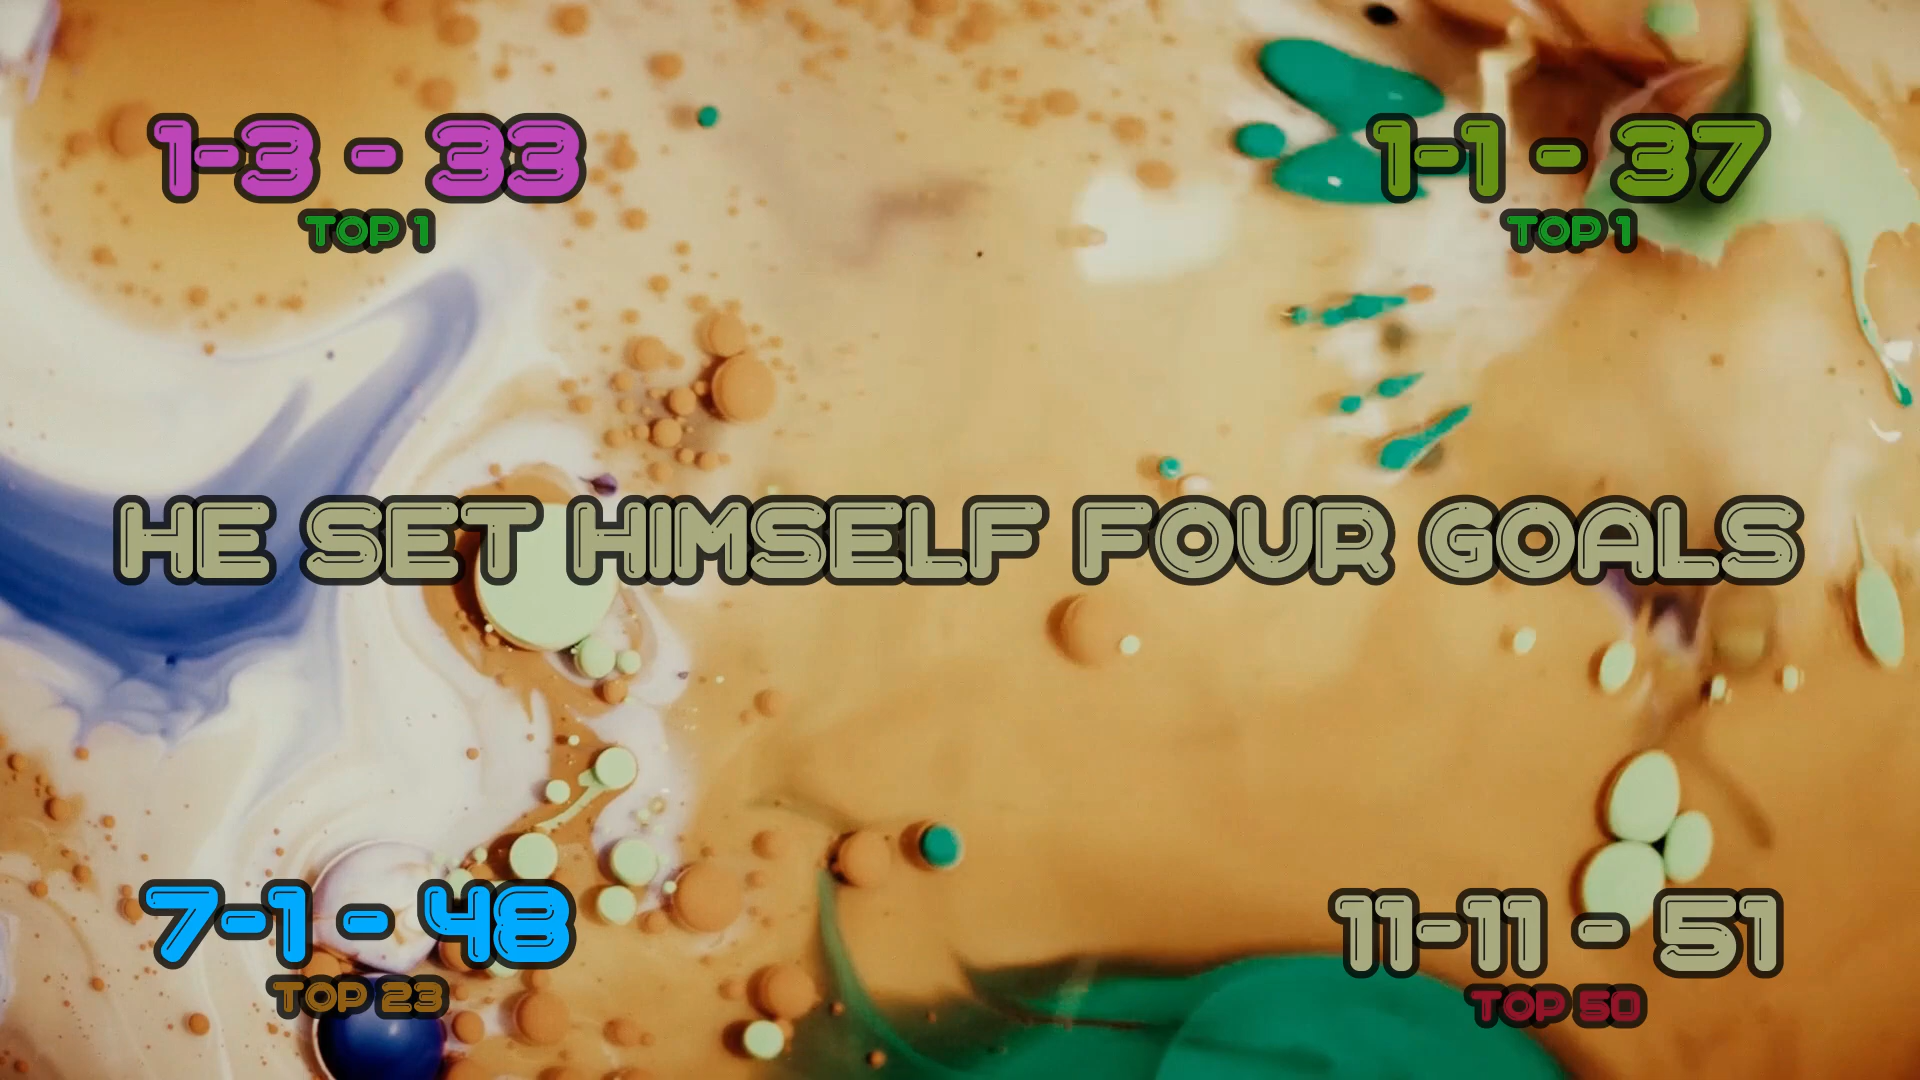 1-3 - 33
TOP 1
1-1 - 37
TOP 1
HE SET HIMSELF FOUR GOALS
7-1 - 48
TOP 23
11-11 - 51
TOP 50